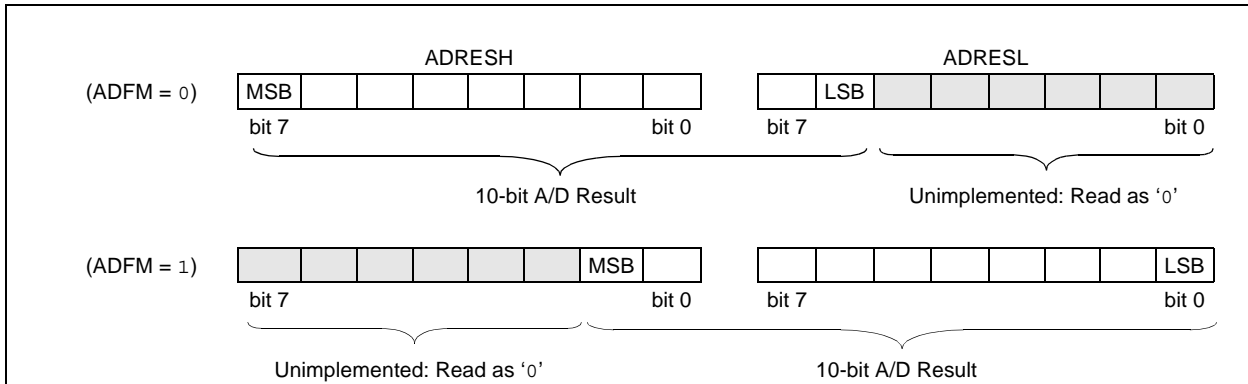 ADRESH ADRESL
(ADFM = 0) MSB LSB
bit 7 bit 0 bit 7 bit 0
10-bit A/D Result Unimplemented: Read as ‘0’
(ADFM = 1) MSB LSB
bit 7 bit 0 bit 7 bit 0
Unimplemented: Read as ‘0’ 10-bit A/D Result